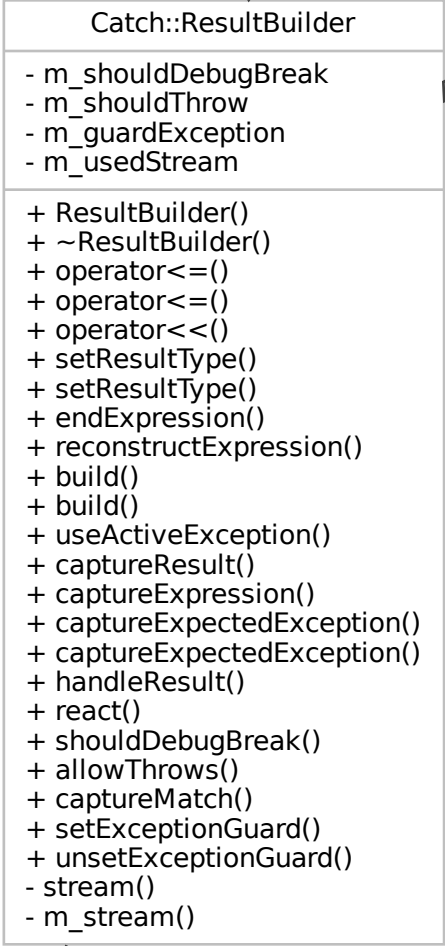 Catch::ResultBuilder
- m_shouldDebugBreak
- m_shouldThrow
- m_guardException
- m_usedStream
+ ResultBuilder()
+ ~ResultBuilder()
+ operator<=()
+ operator<=()
+ operator<<()
+ setResultType()
+ setResultType()
+ endExpression()
+ reconstructExpression()
+ build()
+ build()
+ useActiveException()
+ captureResult()
+ captureExpression()
+ captureExpectedException()
+ captureExpectedException()
+ handleResult()
+ react()
+ shouldDebugBreak()
+ allowThrows()
+ captureMatch()
+ setExceptionGuard()
+ unsetExceptionGuard()
- stream()
- m_stream()